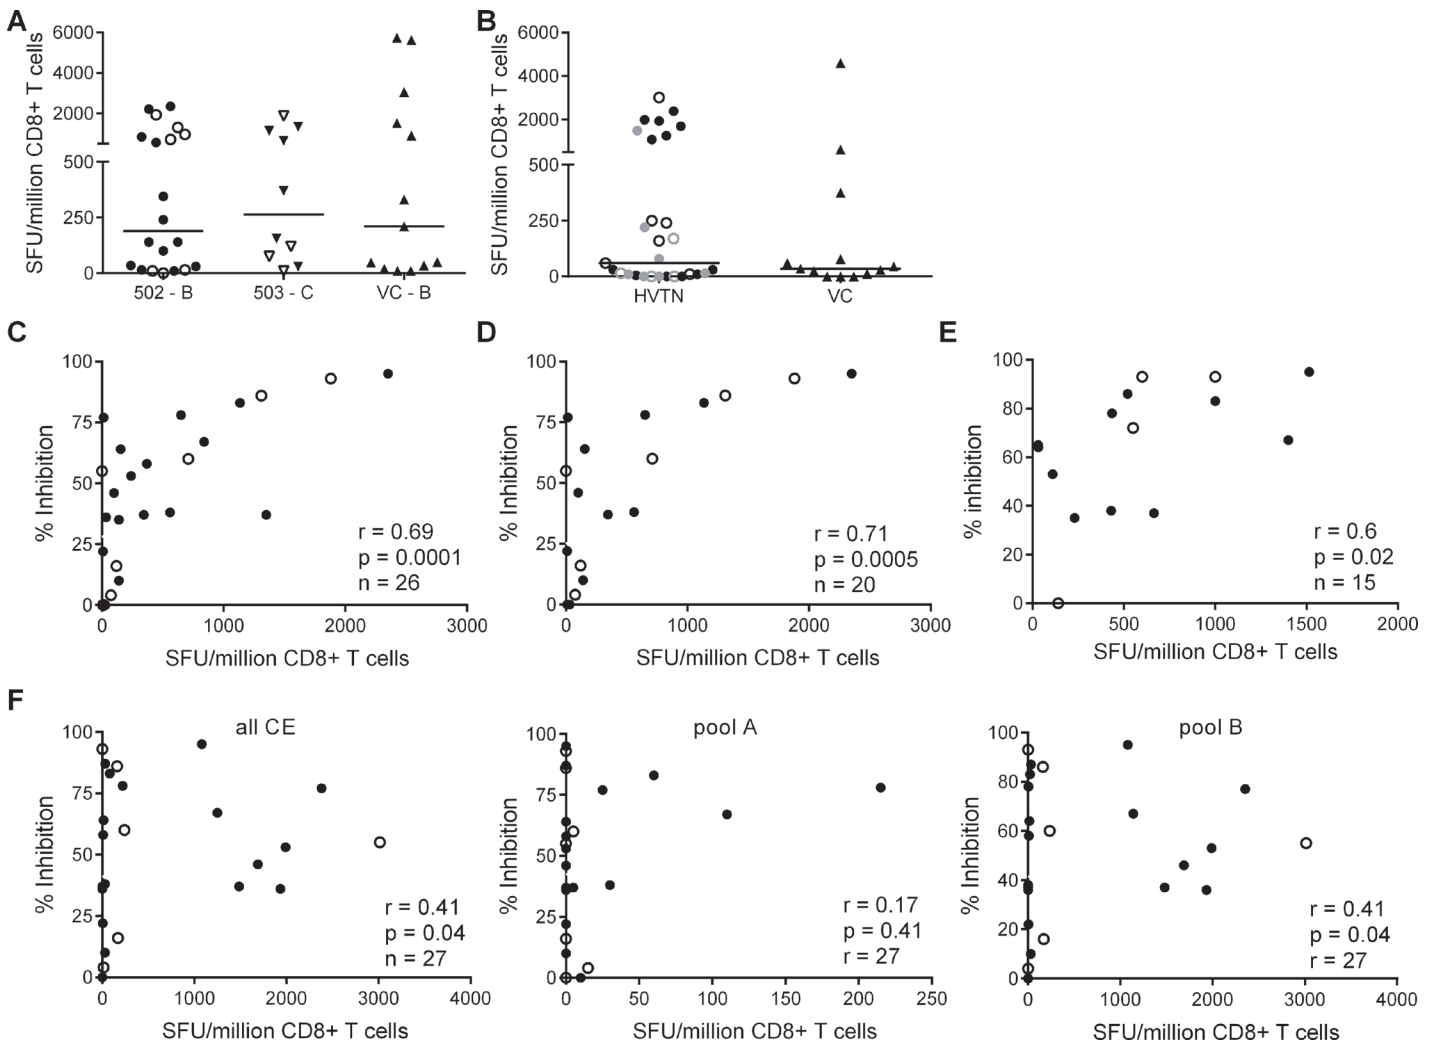 A
SFU/million CD8+ T cells
6000
4000
2000
500
250
0
502 - B
503 - C
VC - B
B
SFU/million CD8+ T cells
6000
4000
2000
500
250
0
HVTN
VC
C
% Inhibition
100
75
50
25
0
r = 0.69
p = 0.0001
n = 26
0
1000
2000
3000
SFU/million CD8+ T cells
D
% Inhibition
100
75
50
25
0
r = 0.71
p = 0.0005
n = 20
0
1000
2000
3000
SFU/million CD8+ T cells
E
% inhibition
100
80
60
40
20
0
r = 0.6
p = 0.02
n = 15
0
500
1000
1500
2000
SFU/million CD8+ T cells
F
all CE
% Inhibition
100
75
50
25
0
r = 0.41
p = 0.04
n = 27
0
1000
2000
3000
4000
SFU/million CD8+ T cells
pool A
% Inhibition
100
75
50
25
0
r = 0.17
p = 0.41
r = 27
0
50
100
150
200
250
SFU/million CD8+ T cells
pool B
% Inhibition
100
80
60
40
20
0
r = 0.41
p = 0.04
r = 27
0
1000
2000
3000
4000
SFU/million CD8+ T cells